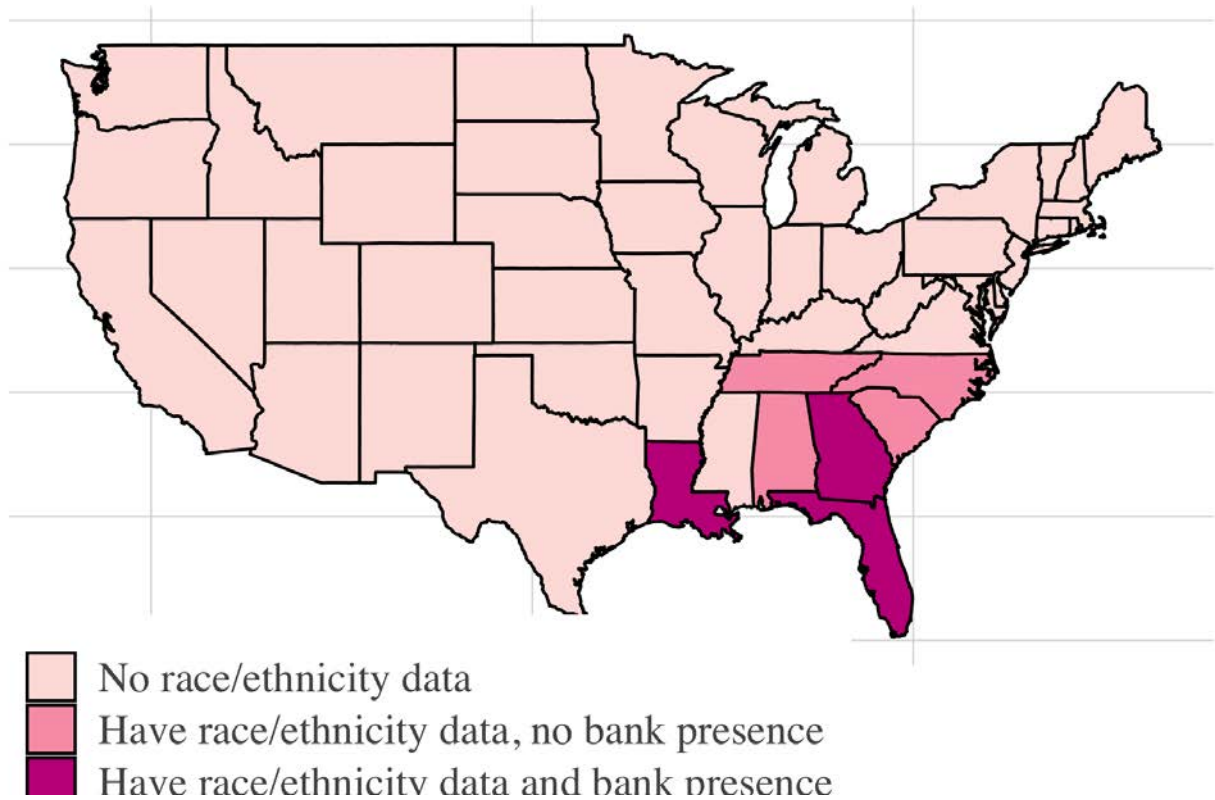 No race/ethnicity data
Have race/ethnicity data, no bank presence
Have race/ethnicity data and bank presence